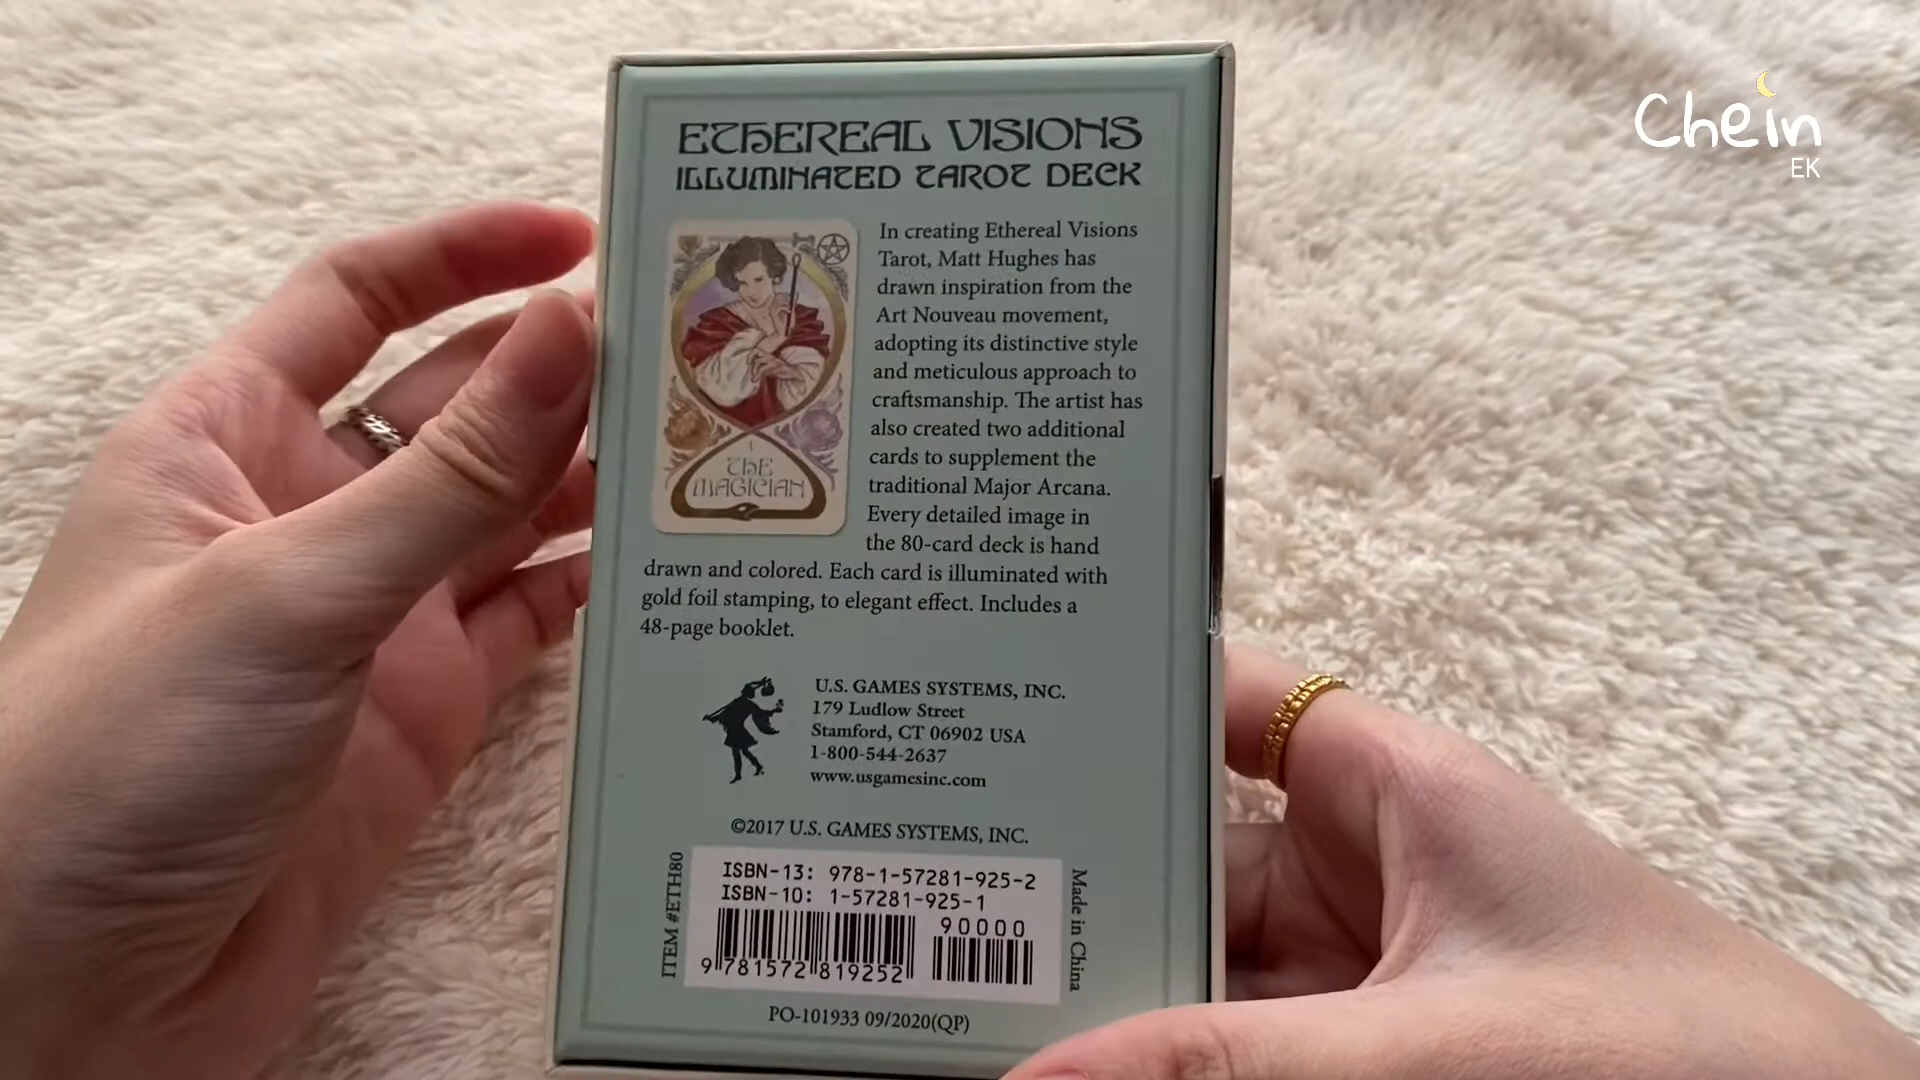 Chein
EK
ETHEREAL VISIONS
ILLUMINATED TAROT DECK
In creating Ethereal Visions
Tarot, Matt Hughes has
drawn inspiration from the
Art Nouveau movement,
adopting its distinctive style
and meticulous approach to
craftsmanship. The artist has
also created two additional
cards to supplement the
traditional Major Arcana.
Every detailed image in
the 80-card deck is hand
drawn and colored. Each card is illuminated with
gold foil stamping, to elegant effect. Includes a
48-page booklet.
I
THE
MAGICIAN
U.S. GAMES SYSTEMS, INC.
179 Ludlow Street
Stamford, CT 06902 USA
1-800-544-2637
www.usgamesinc.com
©2017 U.S. GAMES SYSTEMS, INC.
ITEM #ETH80
ISBN-13: 978-1-57281-925-2
ISBN-10: 1-57281-925-1
90000
9 781572 819252
Made in China
PO-101933 09/2020(QP)